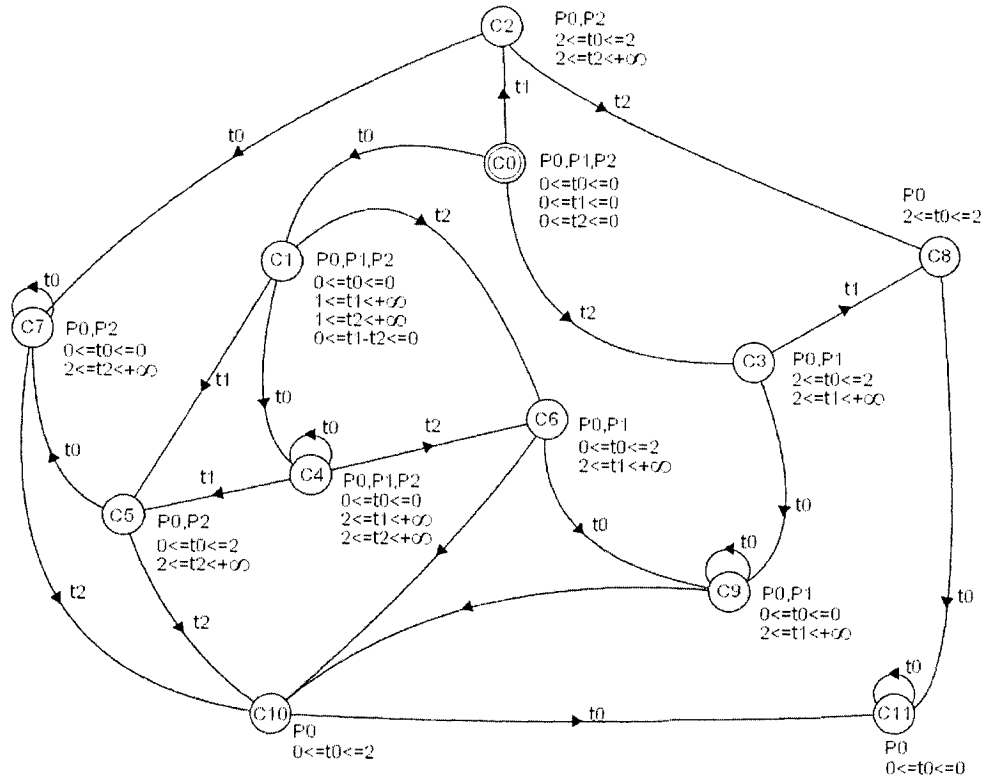 C2
P0,P2
2<=t0<=2
2<=t2<+∞
t1
t2
t0
t0
C0
P0,P1,P2
0<=t0<=0
0<=t1<=0
0<=t2<=0
P0
2<=t0<=2
C8
t2
C1
P0,P1,P2
0<=t0<=0
1<=t1<+∞
1<=t2<+∞
0<=t1-t2<=0
t0
C7
P0,P2
0<=t0<=0
2<=t2<+∞
t2
t1
C3
P0,P1
2<=t0<=2
2<=t1<+∞
t1
t0
C6
P0,P1
0<=t0<=2
2<=t1<+∞
t2
t0
C4
P0,P1,P2
0<=t0<=0
2<=t1<+∞
2<=t2<+∞
t0
t1
C5
P0,P2
0<=t0<=2
2<=t2<+∞
t0
t0
t0
C9
P0,P1
0<=t0<=0
2<=t1<+∞
t2
t2
t0
t0
C10
P0
0<=t0<=2
t0
C11
P0
0<=t0<=0